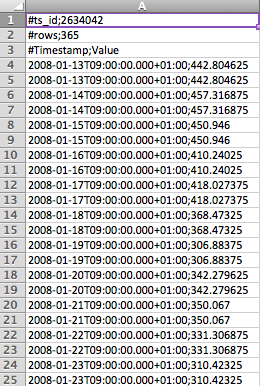 A
1 #ts_id;2634042
2 #rows;365
3 #Timestamp;Value
4 2008-01-13T09:00:00.000+01:00;442.804625
5 2008-01-13T09:00:00.000+01:00;442.804625
6 2008-01-14T09:00:00.000+01:00;457.316875
7 2008-01-14T09:00:00.000+01:00;457.316875
8 2008-01-15T09:00:00.000+01:00;450.946
9 2008-01-15T09:00:00.000+01:00;450.946
10 2008-01-16T09:00:00.000+01:00;410.24025
11 2008-01-16T09:00:00.000+01:00;410.24025
12 2008-01-17T09:00:00.000+01:00;418.027375
13 2008-01-17T09:00:00.000+01:00;418.027375
14 2008-01-18T09:00:00.000+01:00;368.47325
15 2008-01-18T09:00:00.000+01:00;368.47325
16 2008-01-19T09:00:00.000+01:00;306.88375
17 2008-01-19T09:00:00.000+01:00;306.88375
18 2008-01-20T09:00:00.000+01:00;342.279625
19 2008-01-20T09:00:00.000+01:00;342.279625
20 2008-01-21T09:00:00.000+01:00;350.067
21 2008-01-21T09:00:00.000+01:00;350.067
22 2008-01-22T09:00:00.000+01:00;331.306875
23 2008-01-22T09:00:00.000+01:00;331.306875
24 2008-01-23T09:00:00.000+01:00;310.42325
25 2008-01-23T09:00:00.000+01:00;310.42325